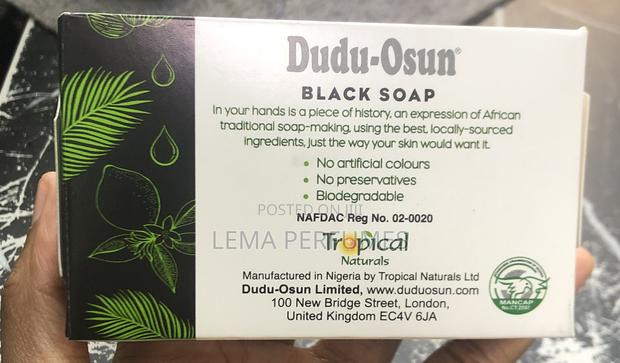 Dudu-Osun®
BLACK SOAP
In your hands is a piece of history, an expression of African
traditional soap-making, using the best, locally-sourced
ingredients, just the way your skin would want it.
• No artificial colours
• No preservatives
• Biodegradable
POSTED ON JIJI
NAFDAC Reg No. 02-0020
LEMA PERFUMES
Tropical
Naturals
Manufactured in Nigeria by Tropical Naturals Ltd
Dudu-Osun Limited, www.duduosun.com
100 New Bridge Street, London,
United Kingdom EC4V 6JA
MANCAP